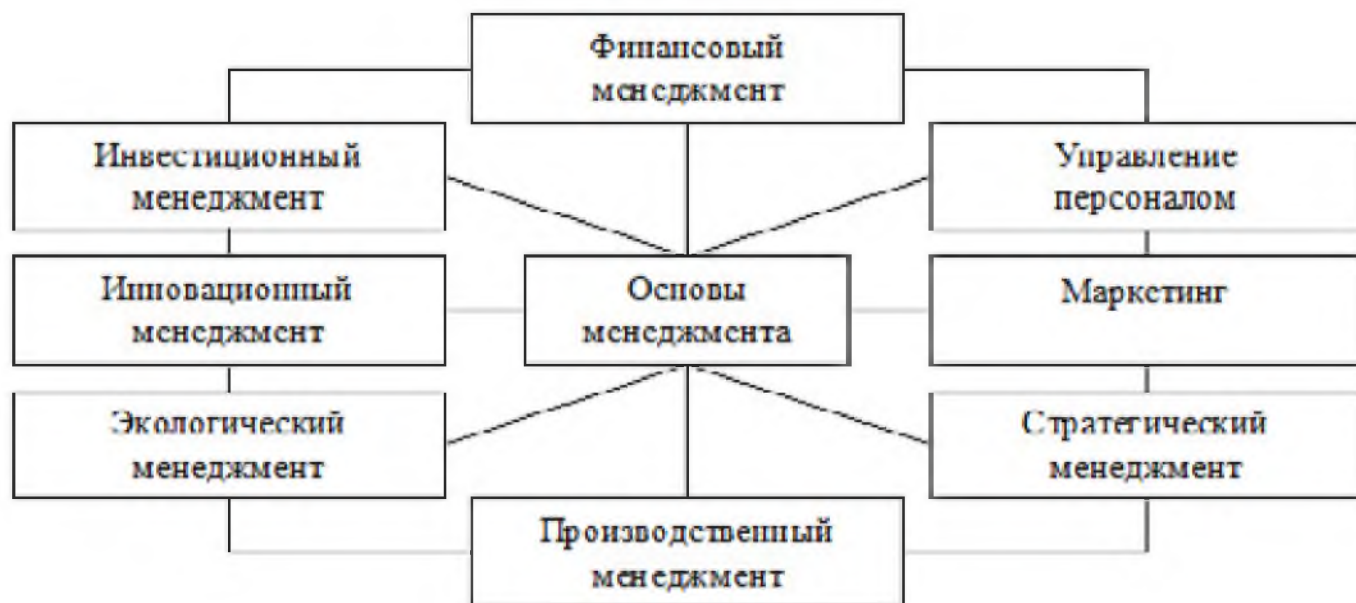 Финансовый
менеджмент
Инвестиционный
менеджмент
Управление
персоналом
Инновационный
менеджмент
Основы
менеджмента
Маркетинг
Экологический
менеджмент
Стратегический
менеджмент
Производственный
менеджмент